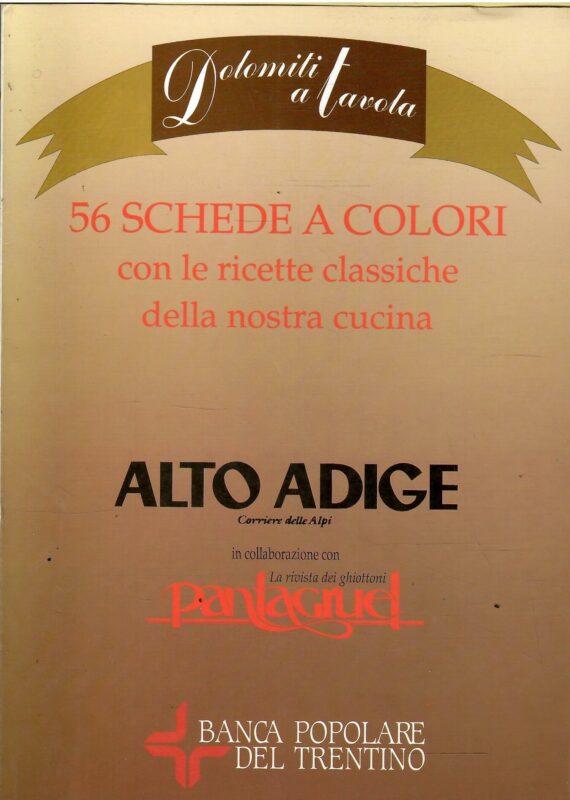 Dolomiti
a tavola
56 SCHEDE A COLORI
con le ricette classiche
della nostra cucina
ALTO ADIGE
Corriere delle Alpi
in collaborazione con
La rivista dei ghiottoni
pantagruel
BANCA POPOLARE
DEL TRENTINO